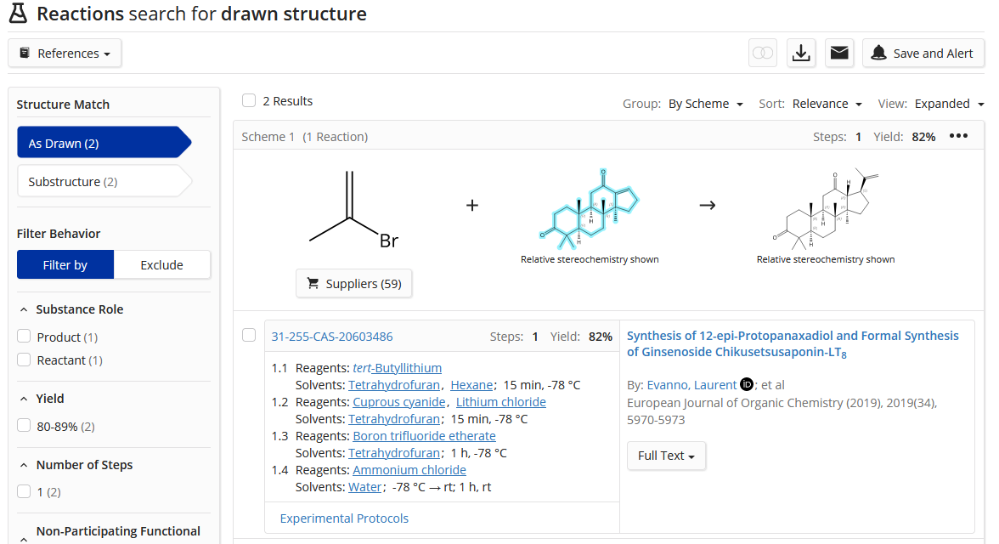 Reactions search for drawn structure
References
Save and Alert
Structure Match
As Drawn (2)
Substructure (2)
Filter Behavior
Filter by
Exclude
Substance Role
Product (1)
Reactant (1)
Yield
80-89% (2)
Number of Steps
1 (2)
Non-Participating Functional
2 Results
Group: By Scheme
Sort: Relevance
View: Expanded
Scheme 1 (1 Reaction)
Steps: 1 Yield: 82%
Br
+
O
O
H
H
Relative stereochemistry shown
→
O
O
H
H
H
Relative stereochemistry shown
Suppliers (59)
31-255-CAS-20603486
Steps: 1 Yield: 82%
1.1 Reagents: tert-Butyllithium
Solvents: Tetrahydrofuran, Hexane; 15 min, -78 °C
1.2 Reagents: Cuprous cyanide, Lithium chloride
Solvents: Tetrahydrofuran; 15 min, -78 °C
1.3 Reagents: Boron trifluoride etherate
Solvents: Tetrahydrofuran; 1 h, -78 °C
1.4 Reagents: Ammonium chloride
Solvents: Water; -78 °C → rt; 1 h, rt
Experimental Protocols
Synthesis of 12-epi-Protopanaxadiol and Formal Synthesis
of Ginsenoside Chikusetsusaponin-LT8
By: Evanno, Laurent iD; et al
European Journal of Organic Chemistry (2019), 2019(34),
5970-5973
Full Text